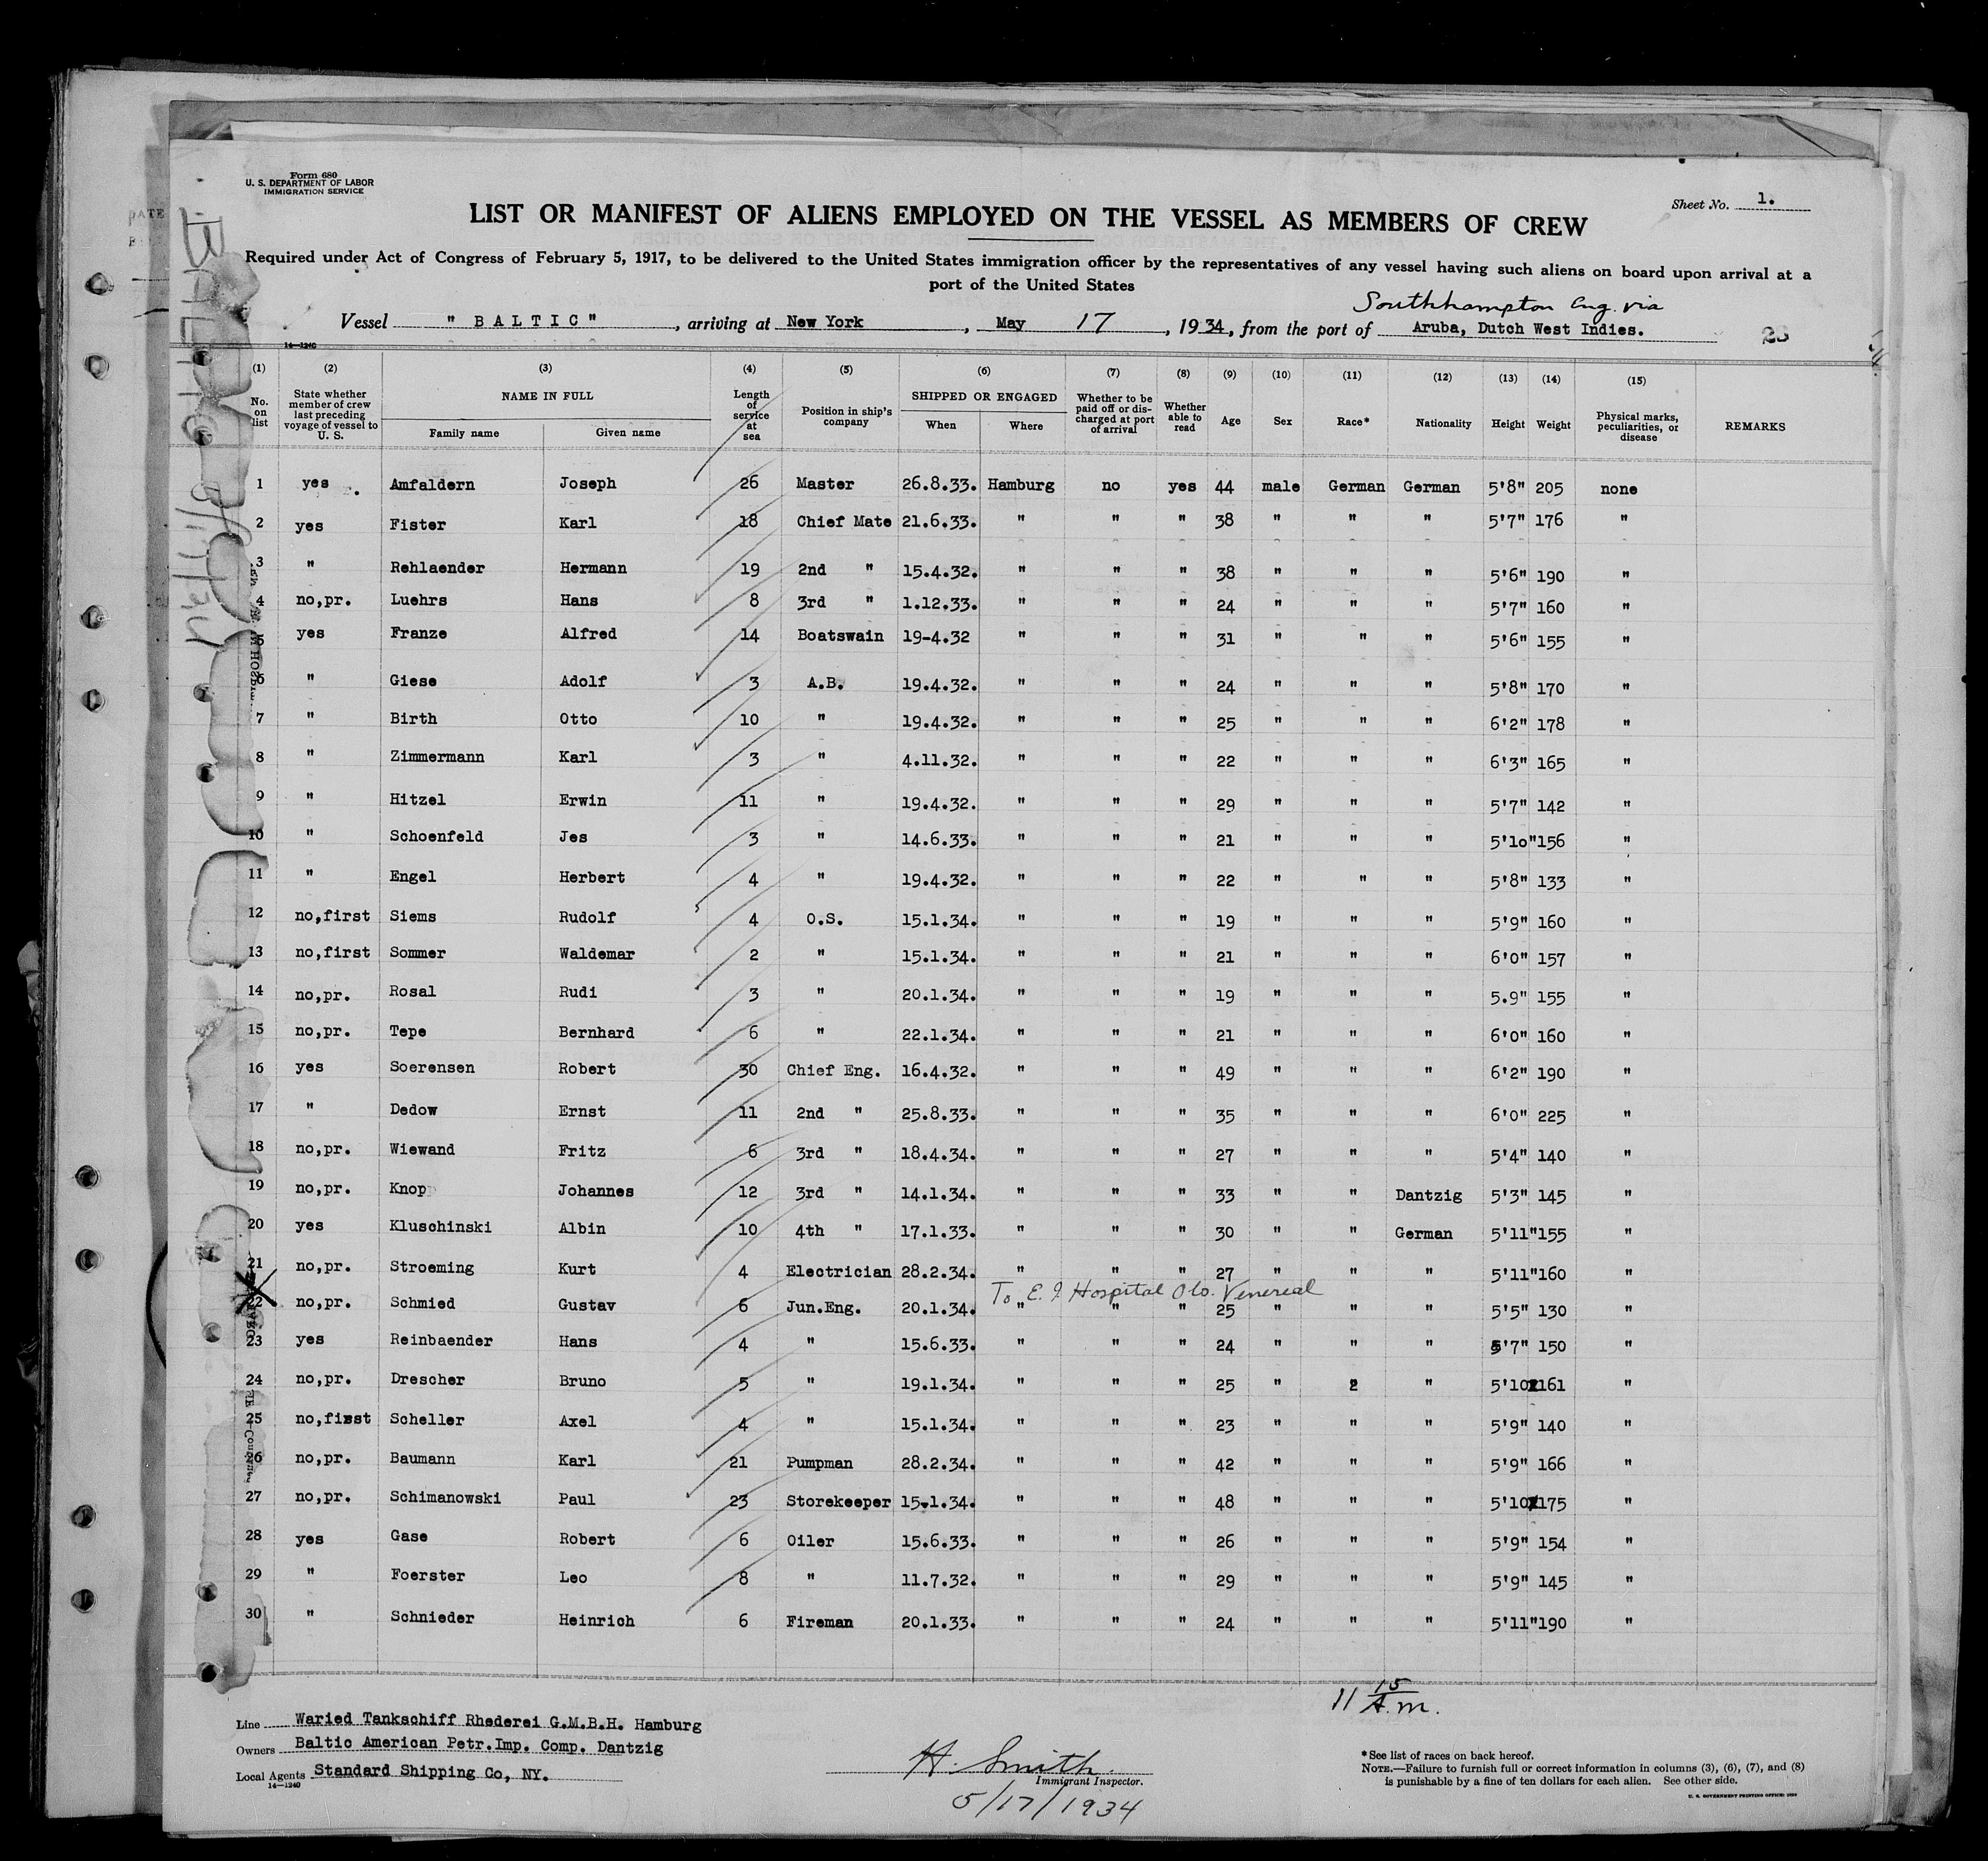 Form 680
U. S. DEPARTMENT OF LABOR
IMMIGRATION SERVICE
Sheet No. 1.
LIST OR MANIFEST OF ALIENS EMPLOYED ON THE VESSEL AS MEMBERS OF CREW
Required under Act of Congress of February 5, 1917, to be delivered to the United States immigration officer by the representatives of any vessel having such aliens on board upon arrival at a
port of the United States
Southhampton Eng. via
Vessel "BALTIC", arriving at New York, May 17, 1934, from the port of Aruba, Dutch West Indies. 23
14-1240
(1) (2) (3) (4) (5) (6) (7) (8) (9) (10) (11) (12) (13) (14) (15)
No. on list State whether member of crew last preceding voyage of vessel to U. S. NAME IN FULL Family name Given name Length of service at sea Position in ship's company SHIPPED OR ENGAGED When Where Whether to be paid off or discharged at port of arrival Whether able to read Age Sex Race* Nationality Height Weight Physical marks, peculiarities, or disease REMARKS
1 yes Amfaldern Joseph 26 Master 26.8.33. Hamburg no yes 44 male German German 5'8" 205 none
2 yes Fister Karl 18 Chief Mate 21.6.33. " " " 38 " " " 5'7" 176 "
3 " Rehlaender Hermann 19 2nd " 15.4.32. " " " 38 " " " 5'6" 190 "
4 no,pr. Luehrs Hans 8 3rd " 1.12.33. " " " 24 " " " 5'7" 160 "
5 yes Franze Alfred 14 Boatswain 19-4.32 " " " 31 " " " 5'6" 155 "
6 " Giese Adolf 3 A.B. 19.4.32. " " " 24 " " " 5'8" 170 "
7 " Birth Otto 10 " 19.4.32. " " " 25 " " " 6'2" 178 "
8 " Zimmermann Karl 3 " 4.11.32. " " " 22 " " " 6'3" 165 "
9 " Hitzel Erwin 11 " 19.4.32. " " " 29 " " " 5'7" 142 "
10 " Schoenfeld Jes 3 " 14.6.33. " " " 21 " " " 5'10" 156 "
11 " Engel Herbert 4 " 19.4.32. " " " 22 " " " 5'8" 133 "
12 no,first Siems Rudolf 4 O.S. 15.1.34. " " " 19 " " " 5'9" 160 "
13 no,first Sommer Waldemar 2 " 15.1.34. " " " 21 " " " 6'0" 157 "
14 no,pr. Rosal Rudi 3 " 20.1.34. " " " 19 " " " 5.9" 155 "
15 no,pr. Tepe Bernhard 6 " 22.1.34. " " " 21 " " " 6'0" 160 "
16 yes Soerensen Robert 30 Chief Eng. 16.4.32. " " " 49 " " " 6'2" 190 "
17 " Dedow Ernst 11 2nd " 25.8.33. " " " 35 " " " 6'0" 225 "
18 no,pr. Wiewand Fritz 6 3rd " 18.4.34. " " " 27 " " " 5'4" 140 "
19 no,pr. Knop Johannes 12 3rd " 14.1.34. " " " 33 " " Dantzig 5'3" 145 "
20 yes Kluschinski Albin 10 4th " 17.1.33. " " " 30 " " German 5'11" 155 "
21 no,pr. Stroeming Kurt 4 Electrician 28.2.34. " " " 27 " " " 5'11" 160 "
To E. I Hospital Obs. Venereal
22 no,pr. Schmied Gustav 6 Jun.Eng. 20.1.34. " " " 25 " " " 5'5" 130 "
23 yes Reinbaender Hans 4 " 15.6.33. " " " 24 " " " 5'7" 150 "
24 no,pr. Drescher Bruno 5 " 19.1.34. " " " 25 " 2 " 5'10 161 "
25 no,first Scheller Axel 4 " 15.1.34. " " " 23 " " " 5'9" 140 "
26 no,pr. Baumann Karl 21 Pumpman 28.2.34. " " " 42 " " " 5'9" 166 "
27 no,pr. Schimanowski Paul 23 Storekeeper 15.1.34. " " " 48 " " " 5'10 175 "
28 yes Gase Robert 6 Oiler 15.6.33. " " " 26 " " " 5'9" 154 "
29 " Foerster Leo 8 " 11.7.32. " " " 29 " " " 5'9" 145 "
30 " Schnieder Heinrich 6 Fireman 20.1.33. " " " 24 " " " 5'11" 190 "
11 15 A.m.
Line Waried Tankschiff Rhederei G.M.B.H. Hamburg
Owners Baltic American Petr.Imp. Comp. Dantzig
Local Agents Standard Shipping Co, NY.
14-1240
H. Smith
Immigrant Inspector.
5/17/1934
*See list of races on back hereof.
NOTE.—Failure to furnish full or correct information in columns (3), (6), (7), and (8)
is punishable by a fine of ten dollars for each alien. See other side.
U. S. GOVERNMENT PRINTING OFFICE:
BALTIC 5/17/34